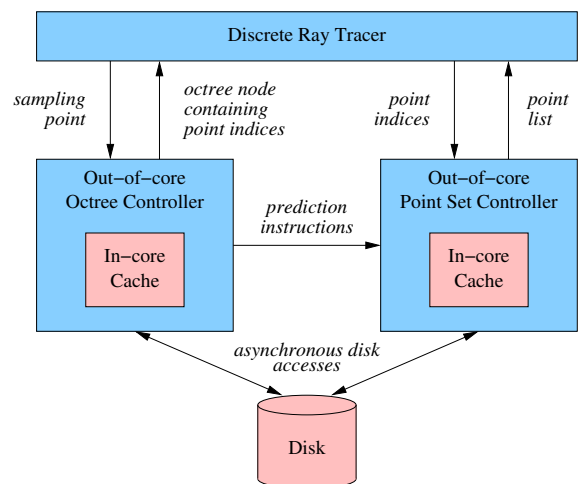 Discrete Ray Tracer
sampling
point
octree node
containing
point indices
point
indices
point
list
Out-of-core
Octree Controller
In-core
Cache
prediction
instructions
Out-of-core
Point Set Controller
In-core
Cache
asynchronous disk
accesses
Disk